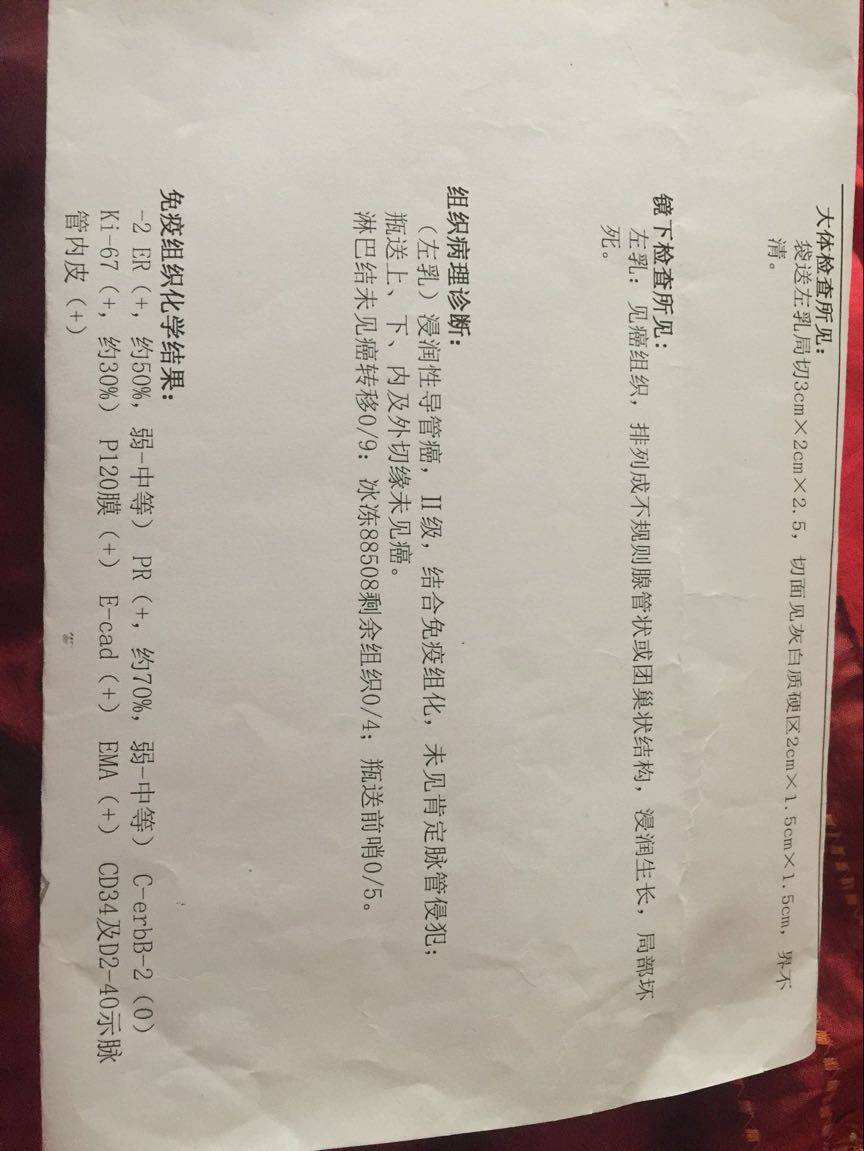 大体检查所见:
袋送左乳局切3cm×2cm×2.5,切面见灰白质硬区2cm×1.5cm×1.5cm,界不
清。
镜下检查所见:
左乳:见癌组织,排列成不规则腺管状或团巢状结构,浸润生长,局部坏
死。
组织病理诊断:
(左乳)浸润性导管癌,II级,结合免疫组化,未见肯定脉管侵犯;
瓶送上、下、内及外切缘未见癌。
淋巴结未见癌转移0/9:冰冻88508剩余组织0/4;瓶送前哨0/5。
免疫组织化学结果:
-2 ER(+,约50%,弱-中等) PR(+,约70%,弱-中等) C-erbB-2(0)
Ki-67(+,约30%) P120膜(+) E-cad(+) EMA(+) CD34及D2-40示脉
管内皮(+)